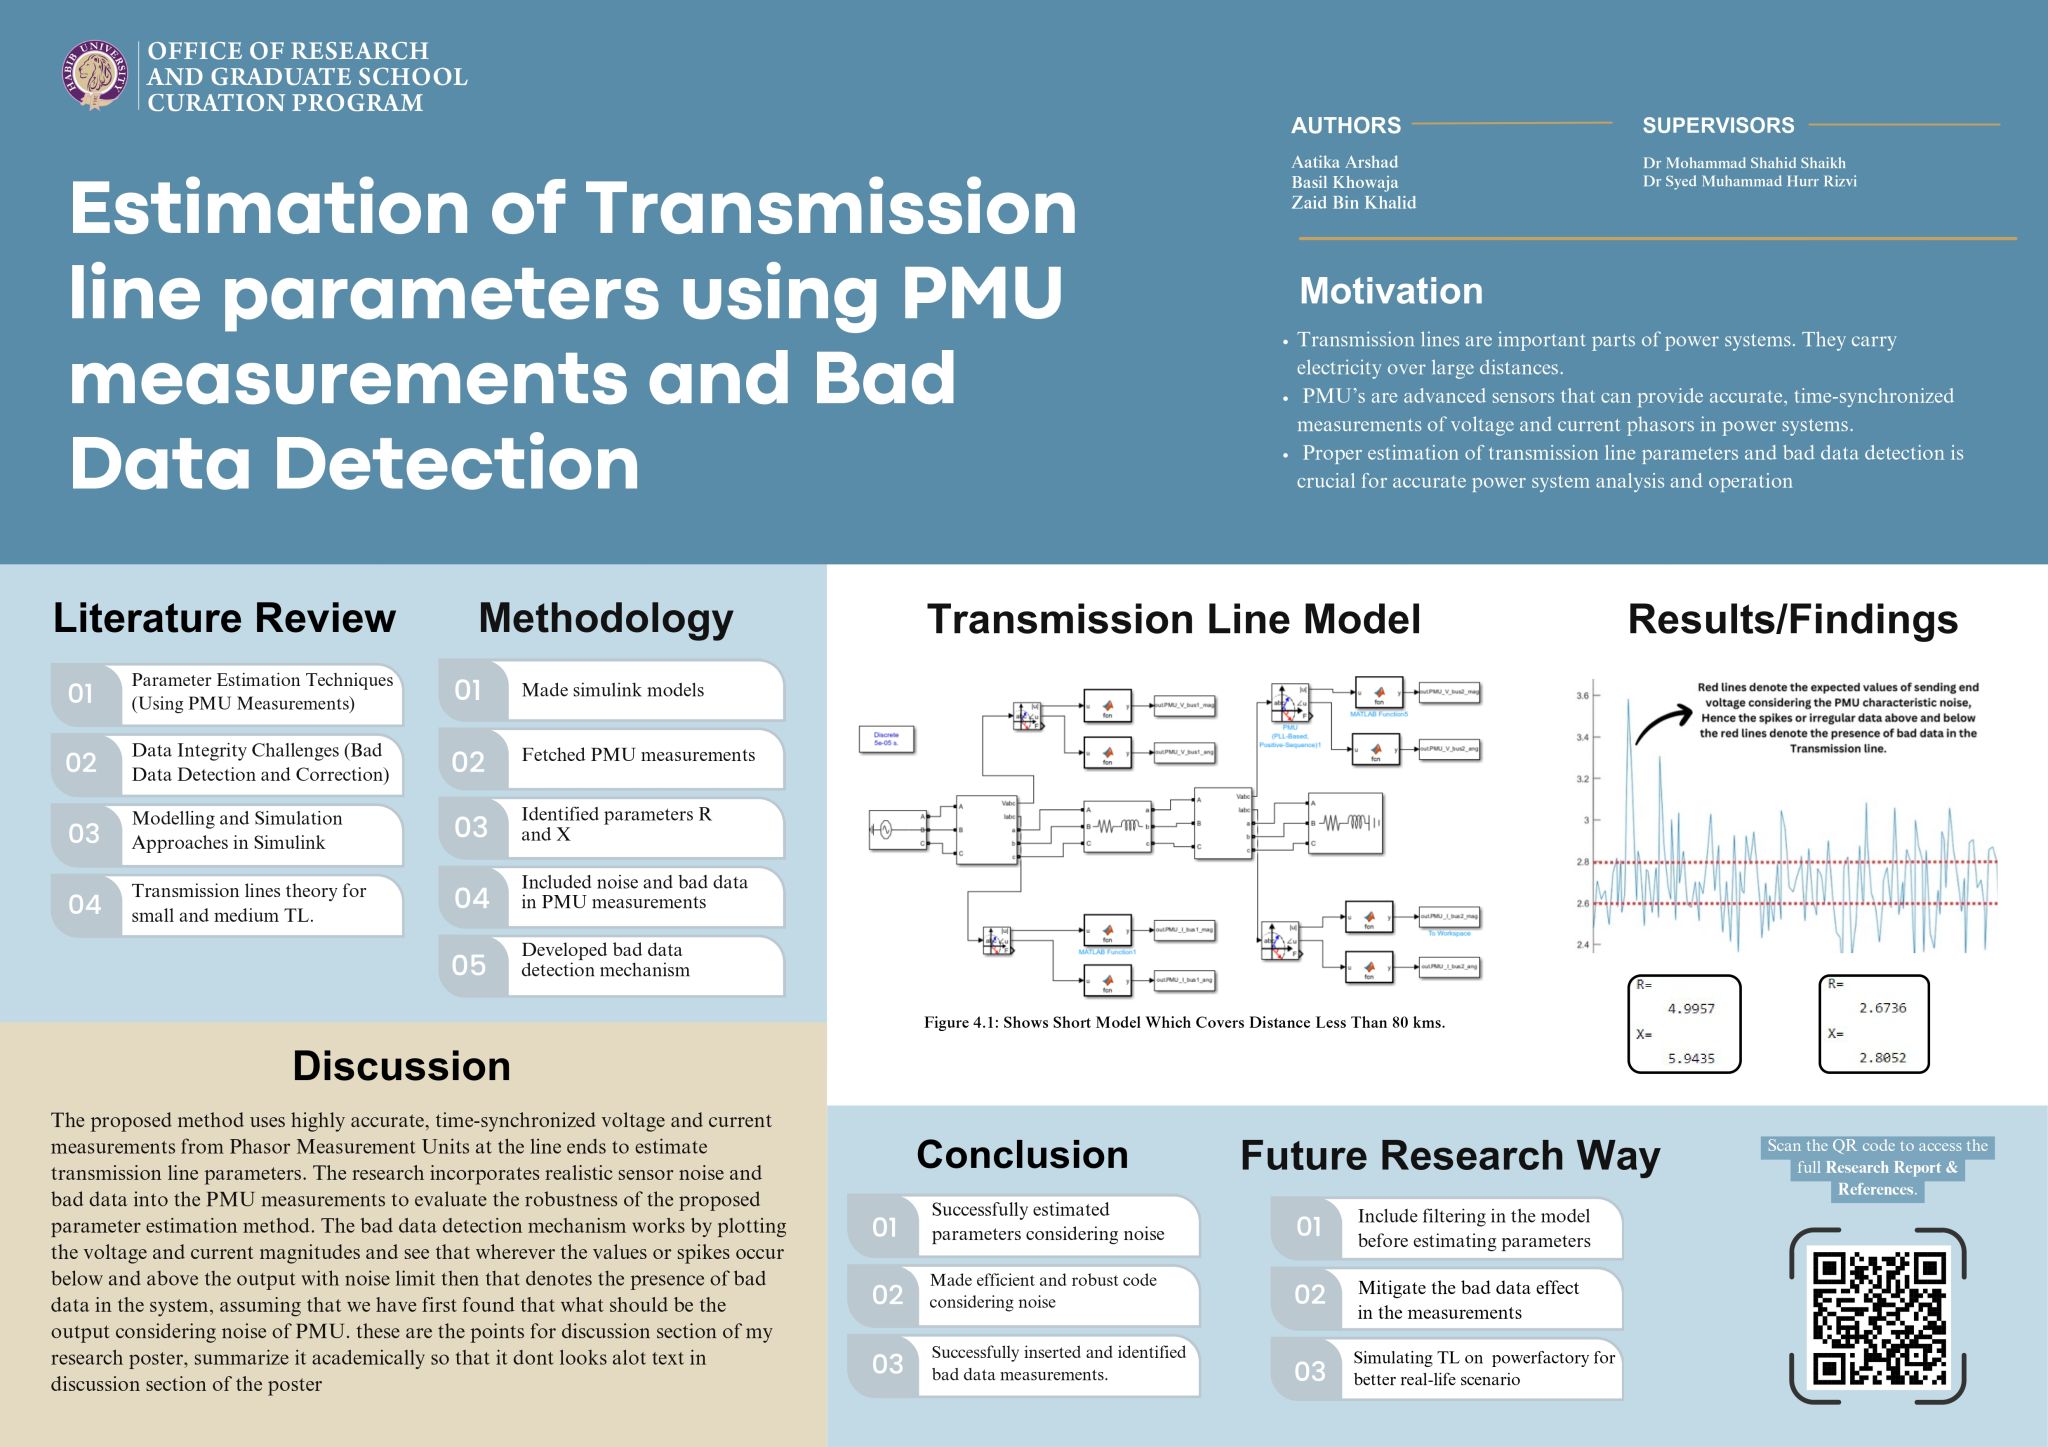 HABIB UNIVERSITY
OFFICE OF RESEARCH
AND GRADUATE SCHOOL
CURATION PROGRAM
Estimation of Transmission
line parameters using PMU
measurements and Bad
Data Detection
AUTHORS
Aatika Arshad
Basil Khowaja
Zaid Bin Khalid
SUPERVISORS
Dr Mohammad Shahid Shaikh
Dr Syed Muhammad Hurr Rizvi
Motivation
• Transmission lines are important parts of power systems. They carry
electricity over large distances.
• PMU’s are advanced sensors that can provide accurate, time-synchronized
measurements of voltage and current phasors in power systems.
• Proper estimation of transmission line parameters and bad data detection is
crucial for accurate power system analysis and operation
Literature Review
01
Parameter Estimation Techniques
(Using PMU Measurements)
02
Data Integrity Challenges (Bad
Data Detection and Correction)
03
Modelling and Simulation
Approaches in Simulink
04
Transmission lines theory for
small and medium TL.
Methodology
01
Made simulink models
02
Fetched PMU measurements
03
Identified parameters R
and X
04
Included noise and bad data
in PMU measurements
05
Developed bad data
detection mechanism
Transmission Line Model
Discrete
5e-05 s.
|u|
abc
∠u
F
u
fcn
y
out.PMU_V_bus1_mag
u
fcn
y
out.PMU_V_bus1_ang
|u|
abc
∠u
F
PMU
(PLL-Based,
Positive-Sequence)1
u
fcn
y
MATLAB Function5
out.PMU_V_bus2_mag
u
fcn
y
out.PMU_V_bus2_ang
A
B
C
A
B
C
Vabc
Iabc
a
b
c
A
B
C
a
b
c
A
B
C
Vabc
Iabc
a
b
c
A
B
C
|u|
abc
∠u
F
u
fcn
y
MATLAB Function1
out.PMU_I_bus1_mag
u
fcn
y
out.PMU_I_bus1_ang
|u|
abc
∠u
F
u
fcn
y
out.PMU_I_bus2_mag
To Workspace
u
fcn
y
out.PMU_I_bus2_ang
Figure 4.1: Shows Short Model Which Covers Distance Less Than 80 kms.
Results/Findings
Red lines denote the expected values of sending end
voltage considering the PMU characteristic noise,
Hence the spikes or irregular data above and below
the red lines denote the presence of bad data in the
Transmission line.
3.6
3.4
3.2
3
2.8
2.6
2.4
R=
4.9957
X=
5.9435
R=
2.6736
X=
2.8052
Discussion
The proposed method uses highly accurate, time-synchronized voltage and current
measurements from Phasor Measurement Units at the line ends to estimate
transmission line parameters. The research incorporates realistic sensor noise and
bad data into the PMU measurements to evaluate the robustness of the proposed
parameter estimation method. The bad data detection mechanism works by plotting
the voltage and current magnitudes and see that wherever the values or spikes occur
below and above the output with noise limit then that denotes the presence of bad
data in the system, assuming that we have first found that what should be the
output considering noise of PMU. these are the points for discussion section of my
research poster, summarize it academically so that it dont looks alot text in
discussion section of the poster
Conclusion
01
Successfully estimated
parameters considering noise
02
Made efficient and robust code
considering noise
03
Successfully inserted and identified
bad data measurements.
Future Research Way
01
Include filtering in the model
before estimating parameters
02
Mitigate the bad data effect
in the measurements
03
Simulating TL on powerfactory for
better real-life scenario
Scan the QR code to access the
full Research Report &
References.